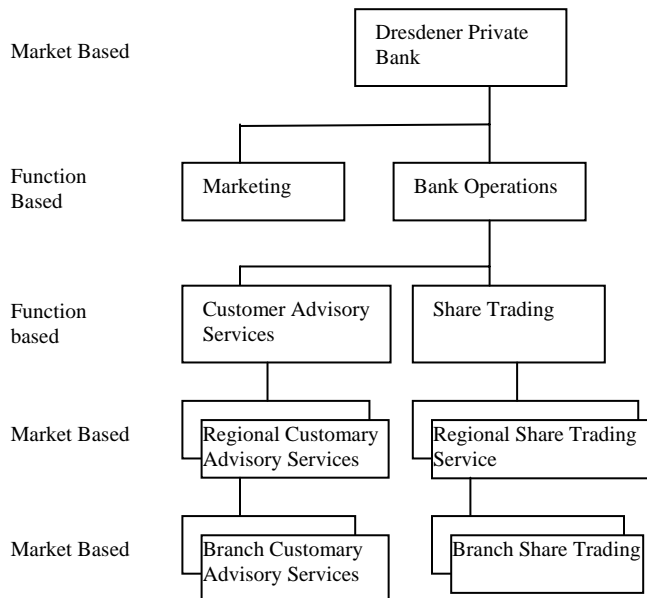 Market Based
Dresdener Private
Bank
Function
Based
Marketing
Bank Operations
Function
based
Customer Advisory
Services
Share Trading
Market Based
Regional Customary
Advisory Services
Regional Share Trading
Service
Market Based
Branch Customary
Advisory Services
Branch Share Trading